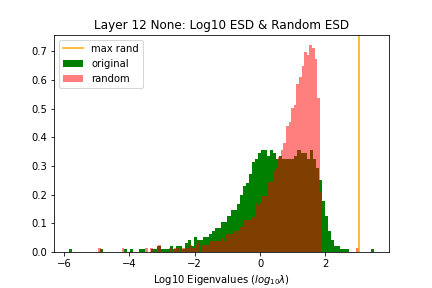 Layer 12 None: Log10 ESD & Random ESD
max rand
original
random
0.7
0.6
0.5
0.4
0.3
0.2
0.1
0.0
−6 −4 −2 0 2
Log10 Eigenvalues (log₁₀λ)